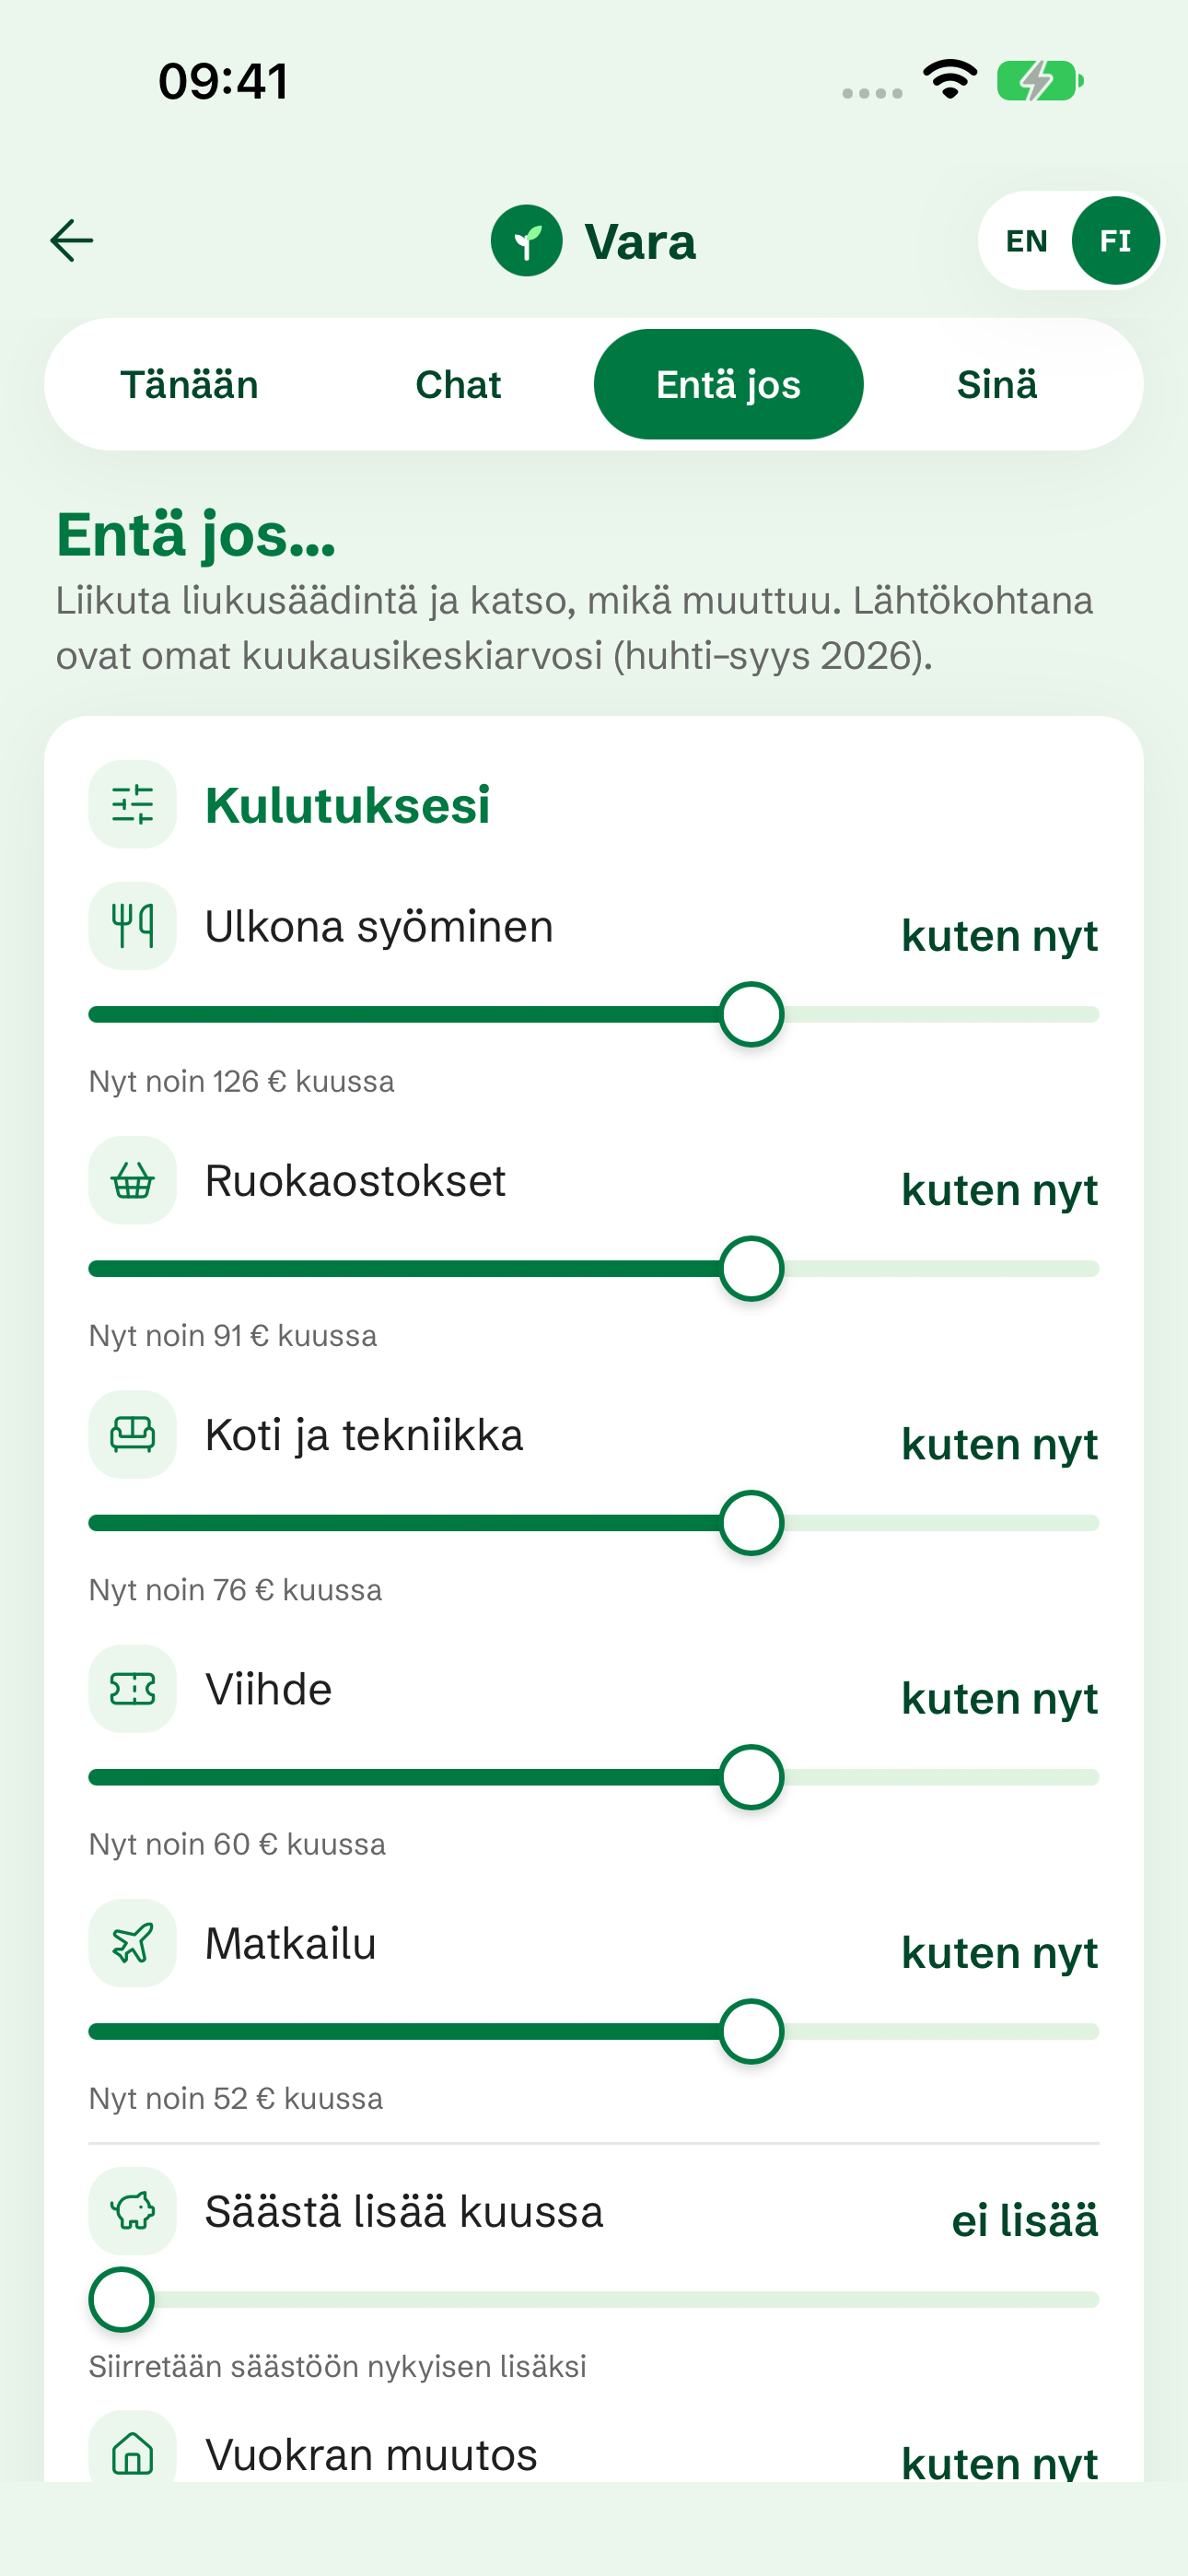 09:41
Vara
EN FI
Tänään Chat Entä jos Sinä
Entä jos...
Liikuta liukusäädintä ja katso, mikä muuttuu. Lähtökohtana
ovat omat kuukausikeskiarvosi (huhti–syys 2026).
Kulutuksesi
Ulkona syöminen kuten nyt
Nyt noin 126 € kuussa
Ruokaostokset kuten nyt
Nyt noin 91 € kuussa
Koti ja tekniikka kuten nyt
Nyt noin 76 € kuussa
Viihde kuten nyt
Nyt noin 60 € kuussa
Matkailu kuten nyt
Nyt noin 52 € kuussa
Säästä lisää kuussa ei lisää
Siirretään säästöön nykyisen lisäksi
Vuokran muutos kuten nyt